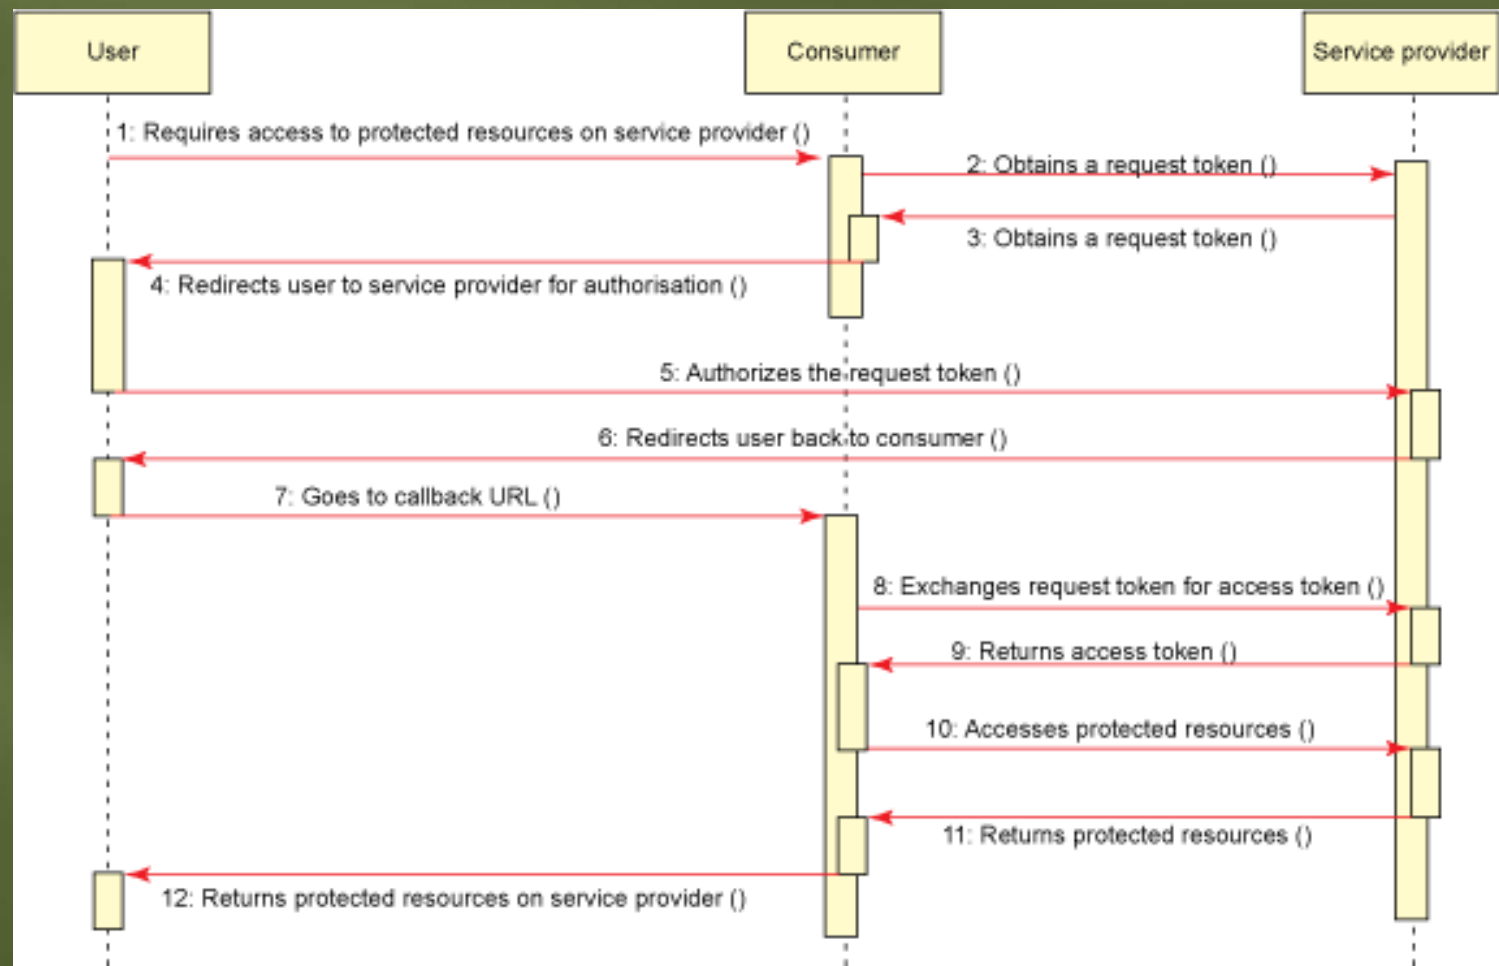 User
Consumer
Service provider
1: Requires access to protected resources on service provider ()
2: Obtains a request token ()
3: Obtains a request token ()
4: Redirects user to service provider for authorisation ()
5: Authorizes the request token ()
6: Redirects user back to consumer ()
7: Goes to callback URL ()
8: Exchanges request token for access token ()
9: Returns access token ()
10: Accesses protected resources ()
11: Returns protected resources ()
12: Returns protected resources on service provider ()